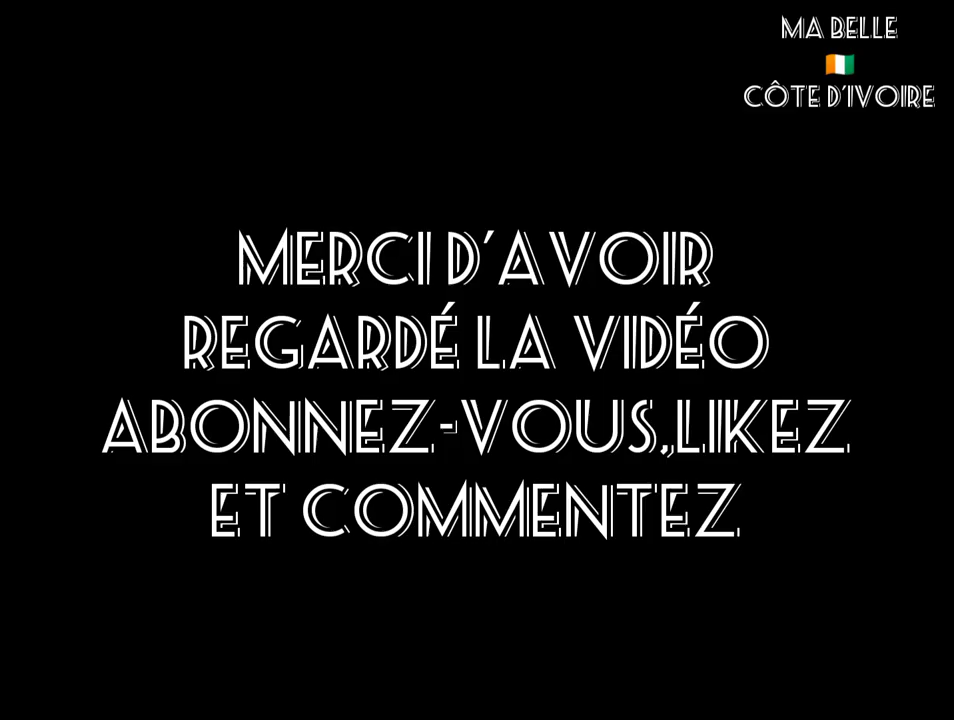 MA BELLE
🇨🇮
CÔTE D'IVOIRE
MERCI D'AVOIR
REGARDÉ LA VIDÉO
ABONNEZ-VOUS,LIKEZ
ET COMMENTEZ